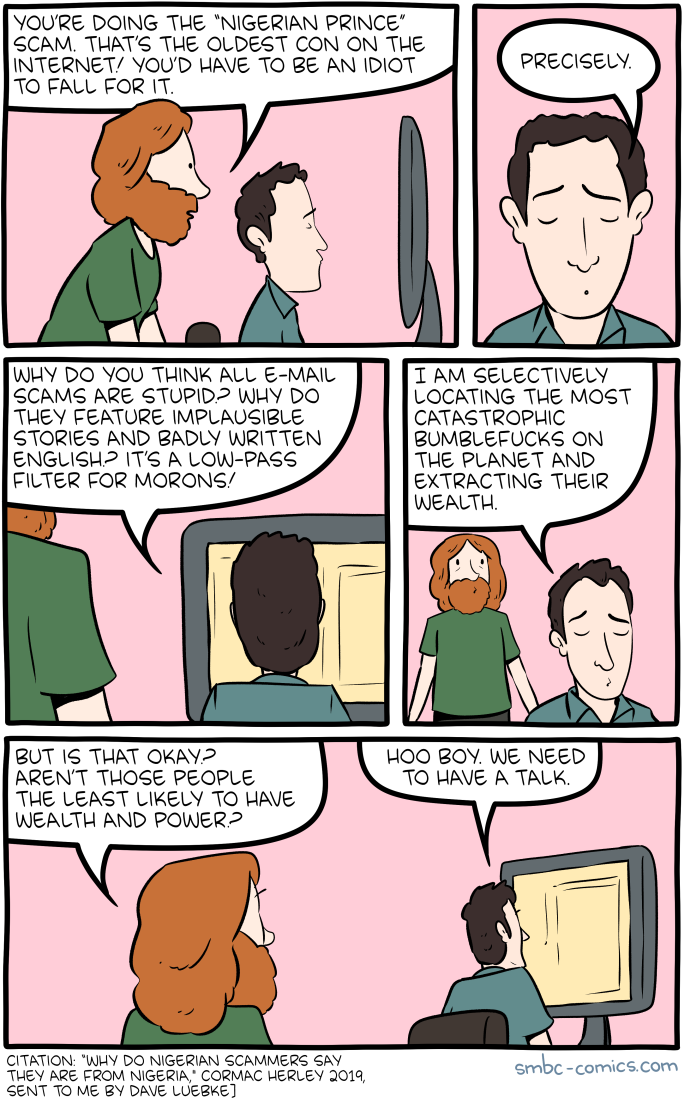 YOU'RE DOING THE "NIGERIAN PRINCE"
SCAM. THAT'S THE OLDEST CON ON THE
INTERNET! YOU'D HAVE TO BE AN IDIOT
TO FALL FOR IT.
PRECISELY.
WHY DO YOU THINK ALL E-MAIL
SCAMS ARE STUPID? WHY DO
THEY FEATURE IMPLAUSIBLE
STORIES AND BADLY WRITTEN
ENGLISH? IT'S A LOW-PASS
FILTER FOR MORONS!
I AM SELECTIVELY
LOCATING THE MOST
CATASTROPHIC
BUMBLEFUCKS ON
THE PLANET AND
EXTRACTING THEIR
WEALTH.
BUT IS THAT OKAY?
AREN'T THOSE PEOPLE
THE LEAST LIKELY TO HAVE
WEALTH AND POWER?
HOO BOY. WE NEED
TO HAVE A TALK.
CITATION: "WHY DO NIGERIAN SCAMMERS SAY
THEY ARE FROM NIGERIA," CORMAC HERLEY 2019,
SENT TO ME BY DAVE LUEBKE]
smbc-comics.com